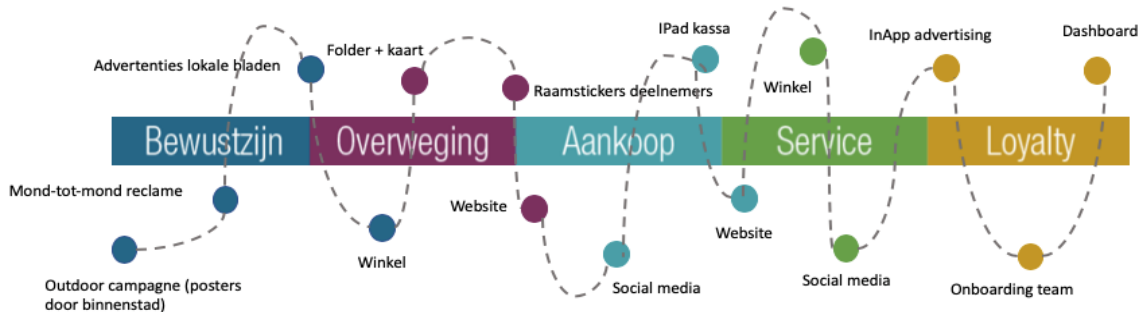 Dashboard
IPad kassa
InApp advertising
Folder + kaart
Advertenties lokale bladen
Winkel
Raamstickers deelnemers
Bewustzijn
Overweging
Aankoop
Service
Loyalty
Mond-tot-mond reclame
Website
Website
Winkel
Outdoor campagne (posters
door binnenstad)
Social media
Social media
Onboarding team